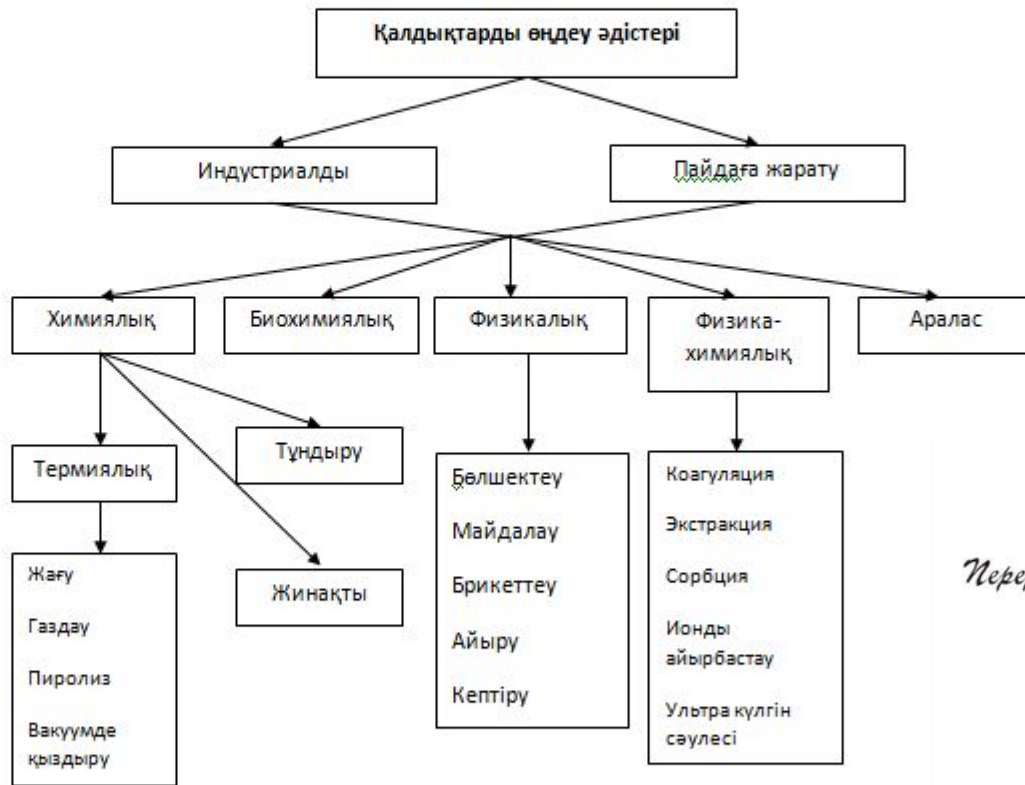 Қалдықтарды өңдеу әдістері
Индустриалды
Пайдаға жарату
Химиялық
Биохимиялық
Физикалық
Физика-
химиялық
Аралас
Термиялық
Тұндыру
Жинақты
Жағу
Газдау
Пиролиз
Вакуумде
қыздыру
Бөлшектеу
Майдалау
Брикеттеу
Айыру
Кептіру
Коагуляция
Экстракция
Сорбция
Ионды
айырбастау
Ультра күлгін
сәулесі